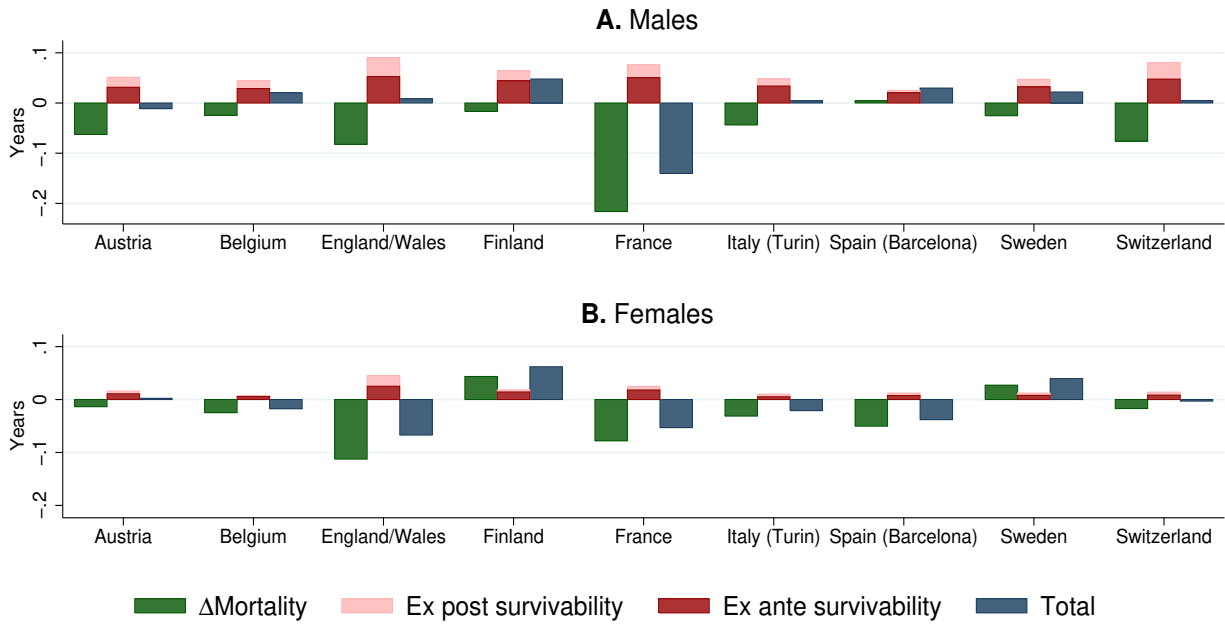 A. Males
Years
.1
0
-.1
-.2
Austria Belgium England/Wales Finland France Italy (Turin) Spain (Barcelona) Sweden Switzerland
B. Females
Years
.1
0
-.1
-.2
Austria Belgium England/Wales Finland France Italy (Turin) Spain (Barcelona) Sweden Switzerland
ΔMortality Ex post survivability Ex ante survivability Total